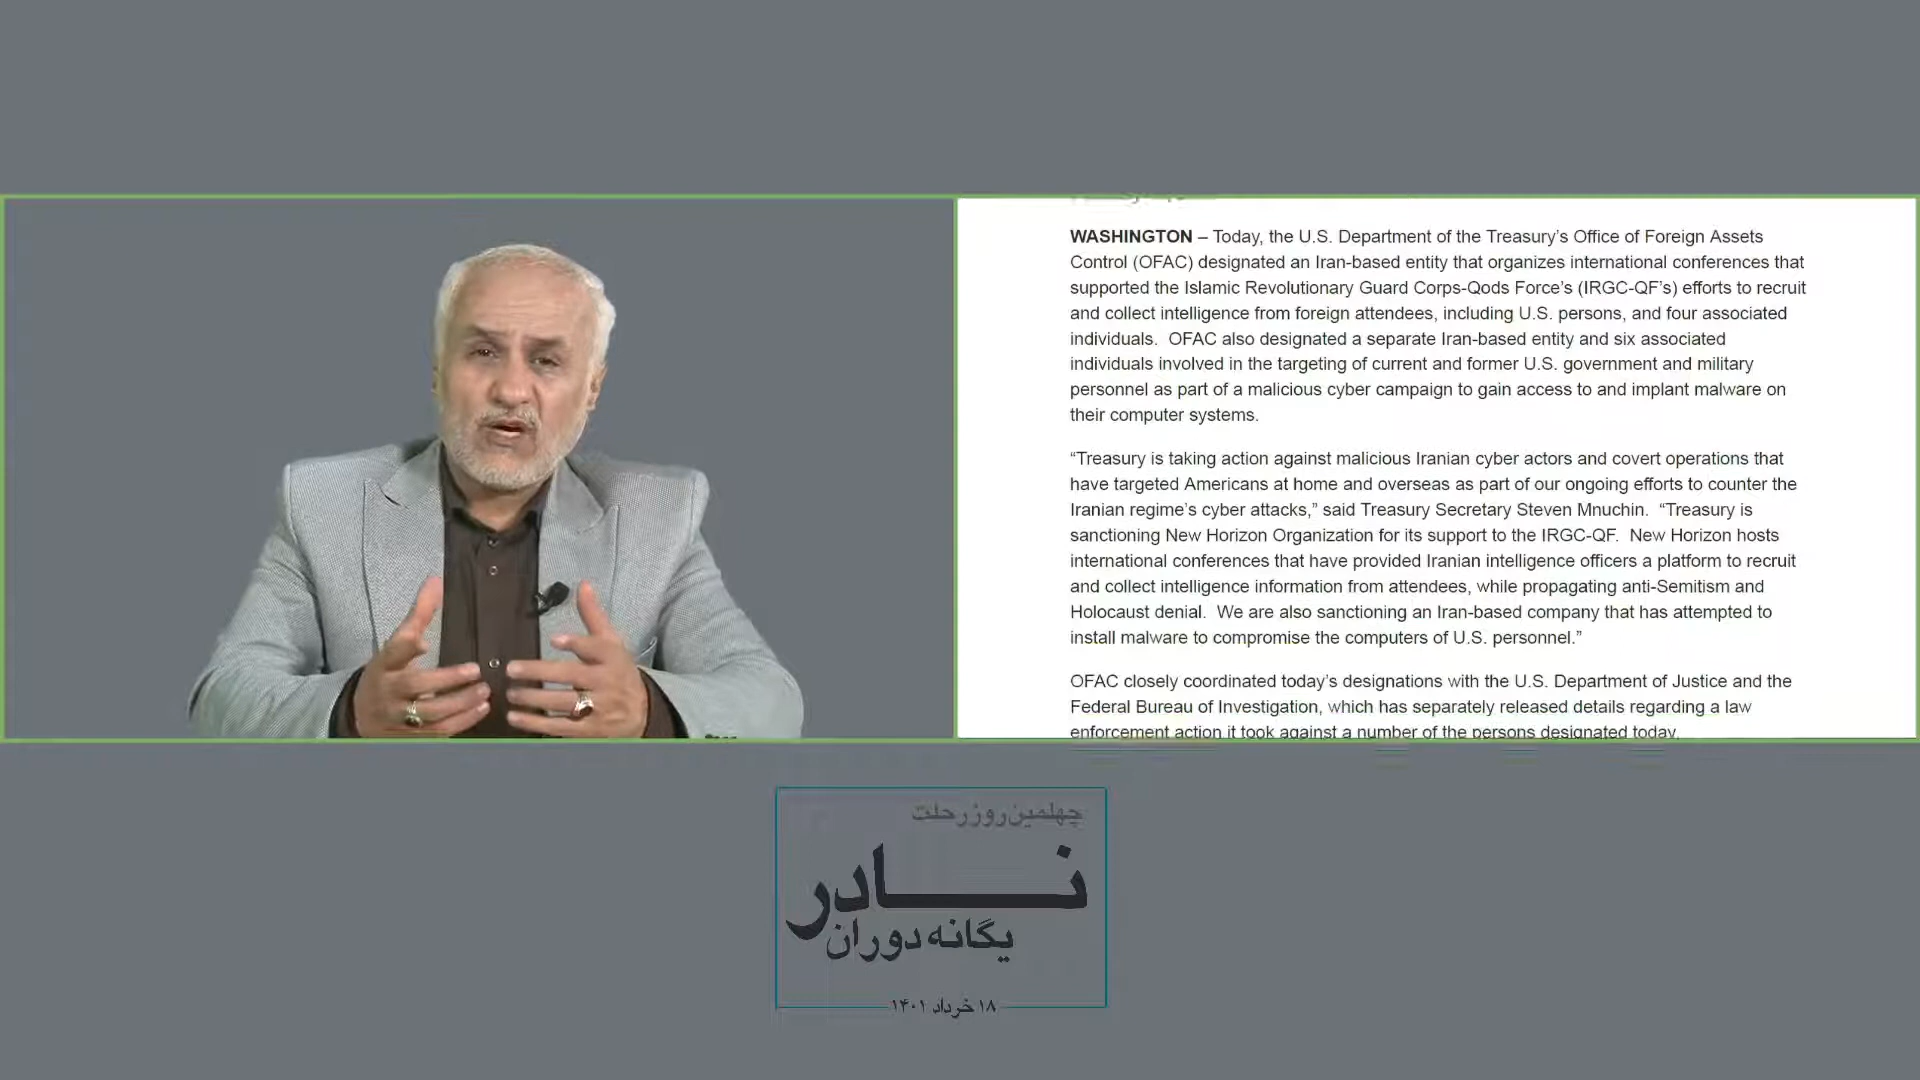 WASHINGTON – Today, the U.S. Department of the Treasury’s Office of Foreign Assets
Control (OFAC) designated an Iran-based entity that organizes international conferences that
supported the Islamic Revolutionary Guard Corps-Qods Force’s (IRGC-QF’s) efforts to recruit
and collect intelligence from foreign attendees, including U.S. persons, and four associated
individuals.  OFAC also designated a separate Iran-based entity and six associated
individuals involved in the targeting of current and former U.S. government and military
personnel as part of a malicious cyber campaign to gain access to and implant malware on
their computer systems.
“Treasury is taking action against malicious Iranian cyber actors and covert operations that
have targeted Americans at home and overseas as part of our ongoing efforts to counter the
Iranian regime’s cyber attacks,” said Treasury Secretary Steven Mnuchin.  “Treasury is
sanctioning New Horizon Organization for its support to the IRGC-QF.  New Horizon hosts
international conferences that have provided Iranian intelligence officers a platform to recruit
and collect intelligence information from attendees, while propagating anti-Semitism and
Holocaust denial.  We are also sanctioning an Iran-based company that has attempted to
install malware to compromise the computers of U.S. personnel.”
OFAC closely coordinated today’s designations with the U.S. Department of Justice and the
Federal Bureau of Investigation, which has separately released details regarding a law
enforcement action it took against a number of the persons designated today.
چهلمین روز رحلت
نــــادر
یگانه دوران
۱۸ خرداد ۱۴۰۱